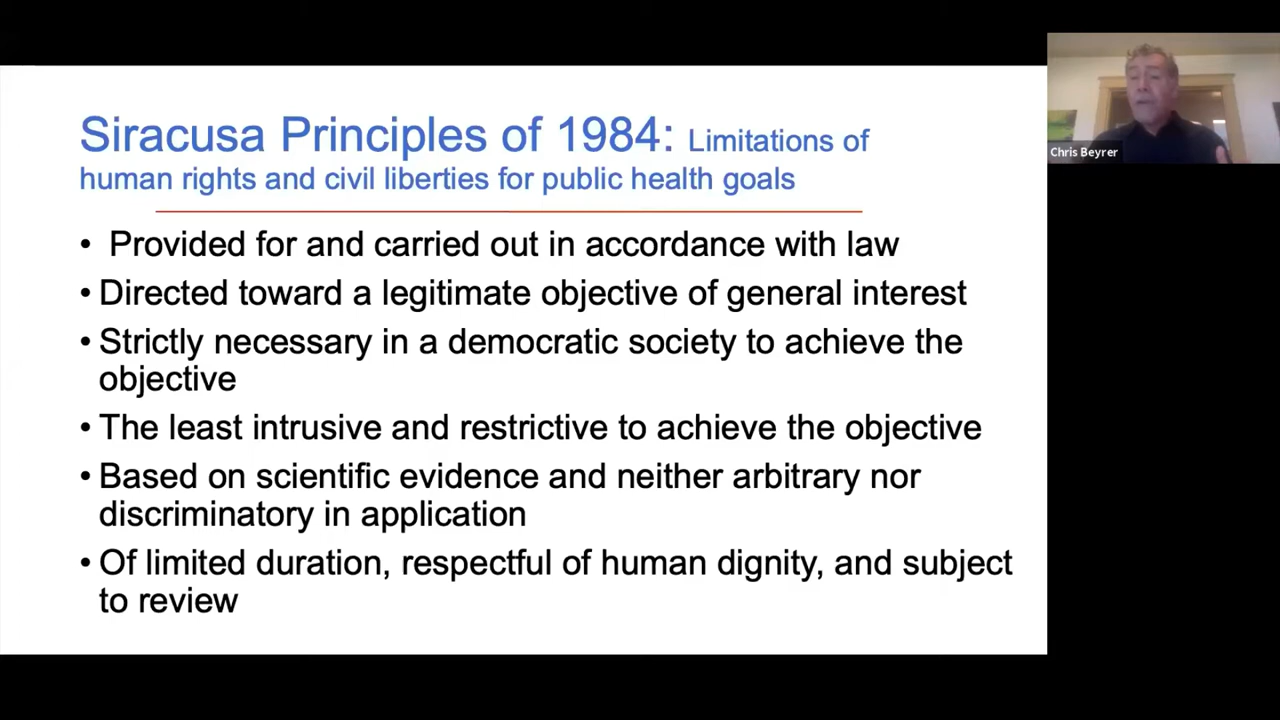 Siracusa Principles of 1984: Limitations of
human rights and civil liberties for public health goals
• Provided for and carried out in accordance with law
• Directed toward a legitimate objective of general interest
• Strictly necessary in a democratic society to achieve the
objective
• The least intrusive and restrictive to achieve the objective
• Based on scientific evidence and neither arbitrary nor
discriminatory in application
• Of limited duration, respectful of human dignity, and subject
to review
Chris Beyrer